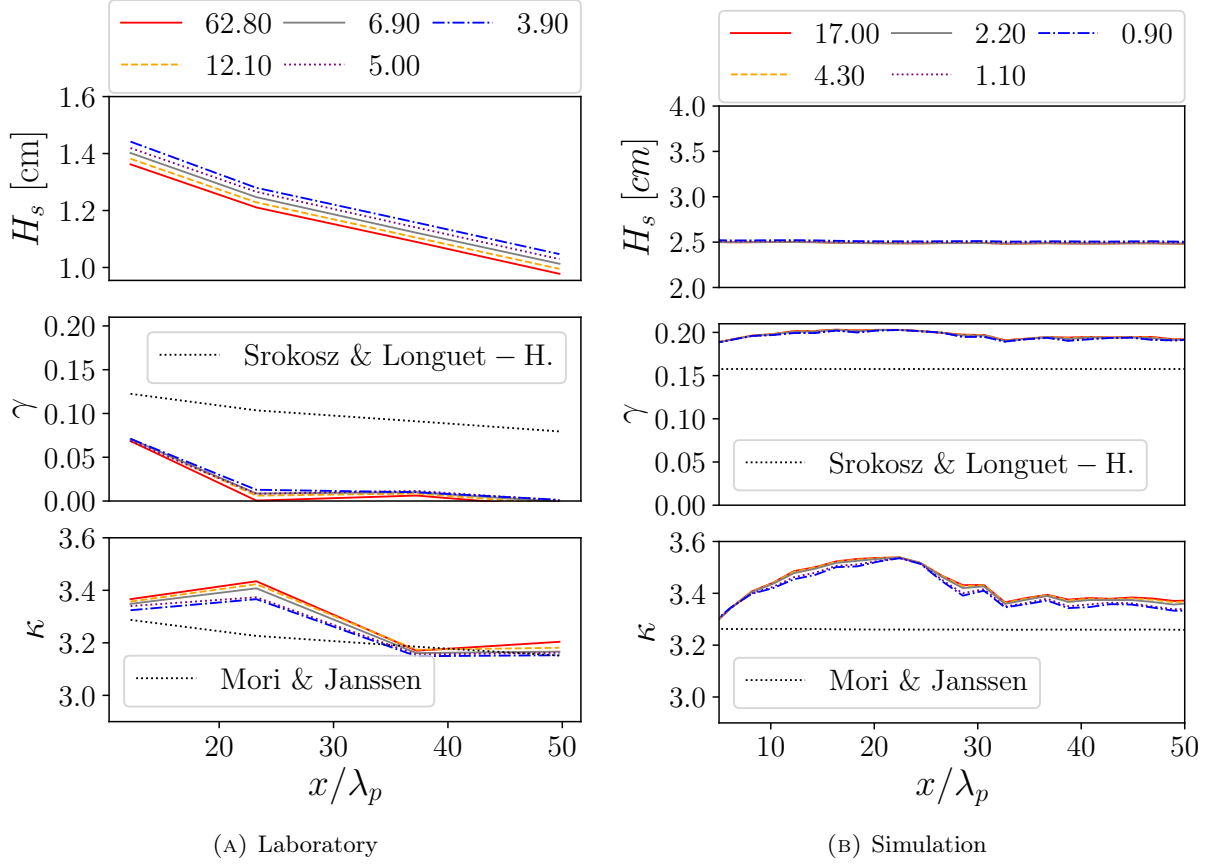 62.80 6.90 3.90
12.10 5.00
1.6
1.4
1.2
1.0
H_s [cm]
0.20
0.15
0.10
0.05
0.00
γ
Srokosz & Longuet – H.
3.6
3.4
3.2
3.0
κ
Mori & Janssen
20 30 40 50
x/λ_p
(A) Laboratory
17.00 2.20 0.90
4.30 1.10
4.0
3.5
3.0
2.5
2.0
H_s [cm]
0.20
0.15
0.10
0.05
0.00
γ
Srokosz & Longuet – H.
3.6
3.4
3.2
3.0
κ
Mori & Janssen
10 20 30 40 50
x/λ_p
(B) Simulation